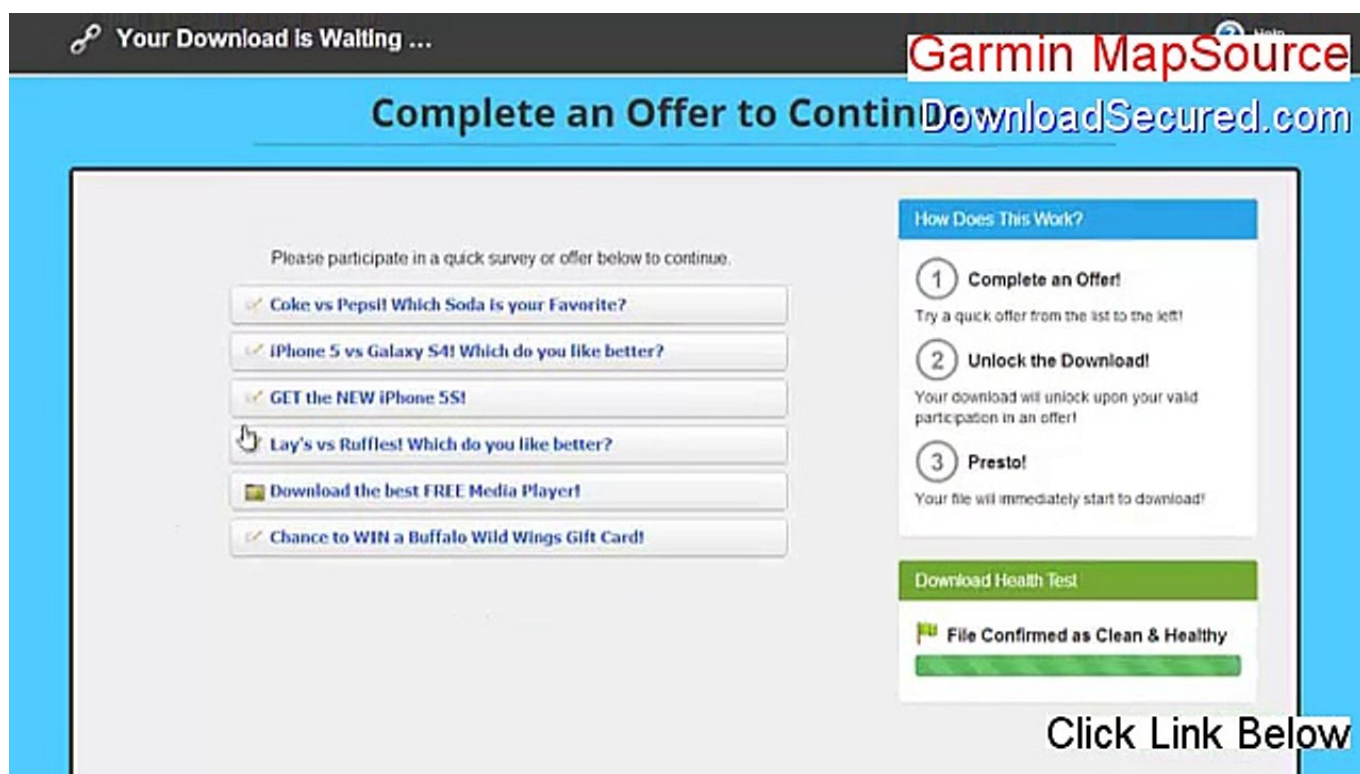 Your Download is Waiting ...
Garmin MapSource
Complete an Offer to
DownloadSecured.com
How Does This Work?
Please participate in a quick survey or offer below to continue.
1 Complete an Offer!
Try a quick offer from the list to the left!
Coke vs Pepsi! Which Soda is your Favorite?
iPhone 5 vs Galaxy S4! Which do you like better?
GET the NEW iPhone 5S!
Lay's vs Ruffles! Which do you like better?
Download the best FREE Media Player!
Chance to WIN a Buffalo Wild Wings Gift Card!
2 Unlock the Download!
Your download will unlock upon your valid
participation in an offer!
3 Presto!
Your file will immediately start to download!
Download Health Test
File Confirmed as Clean & Healthy
Click Link Below